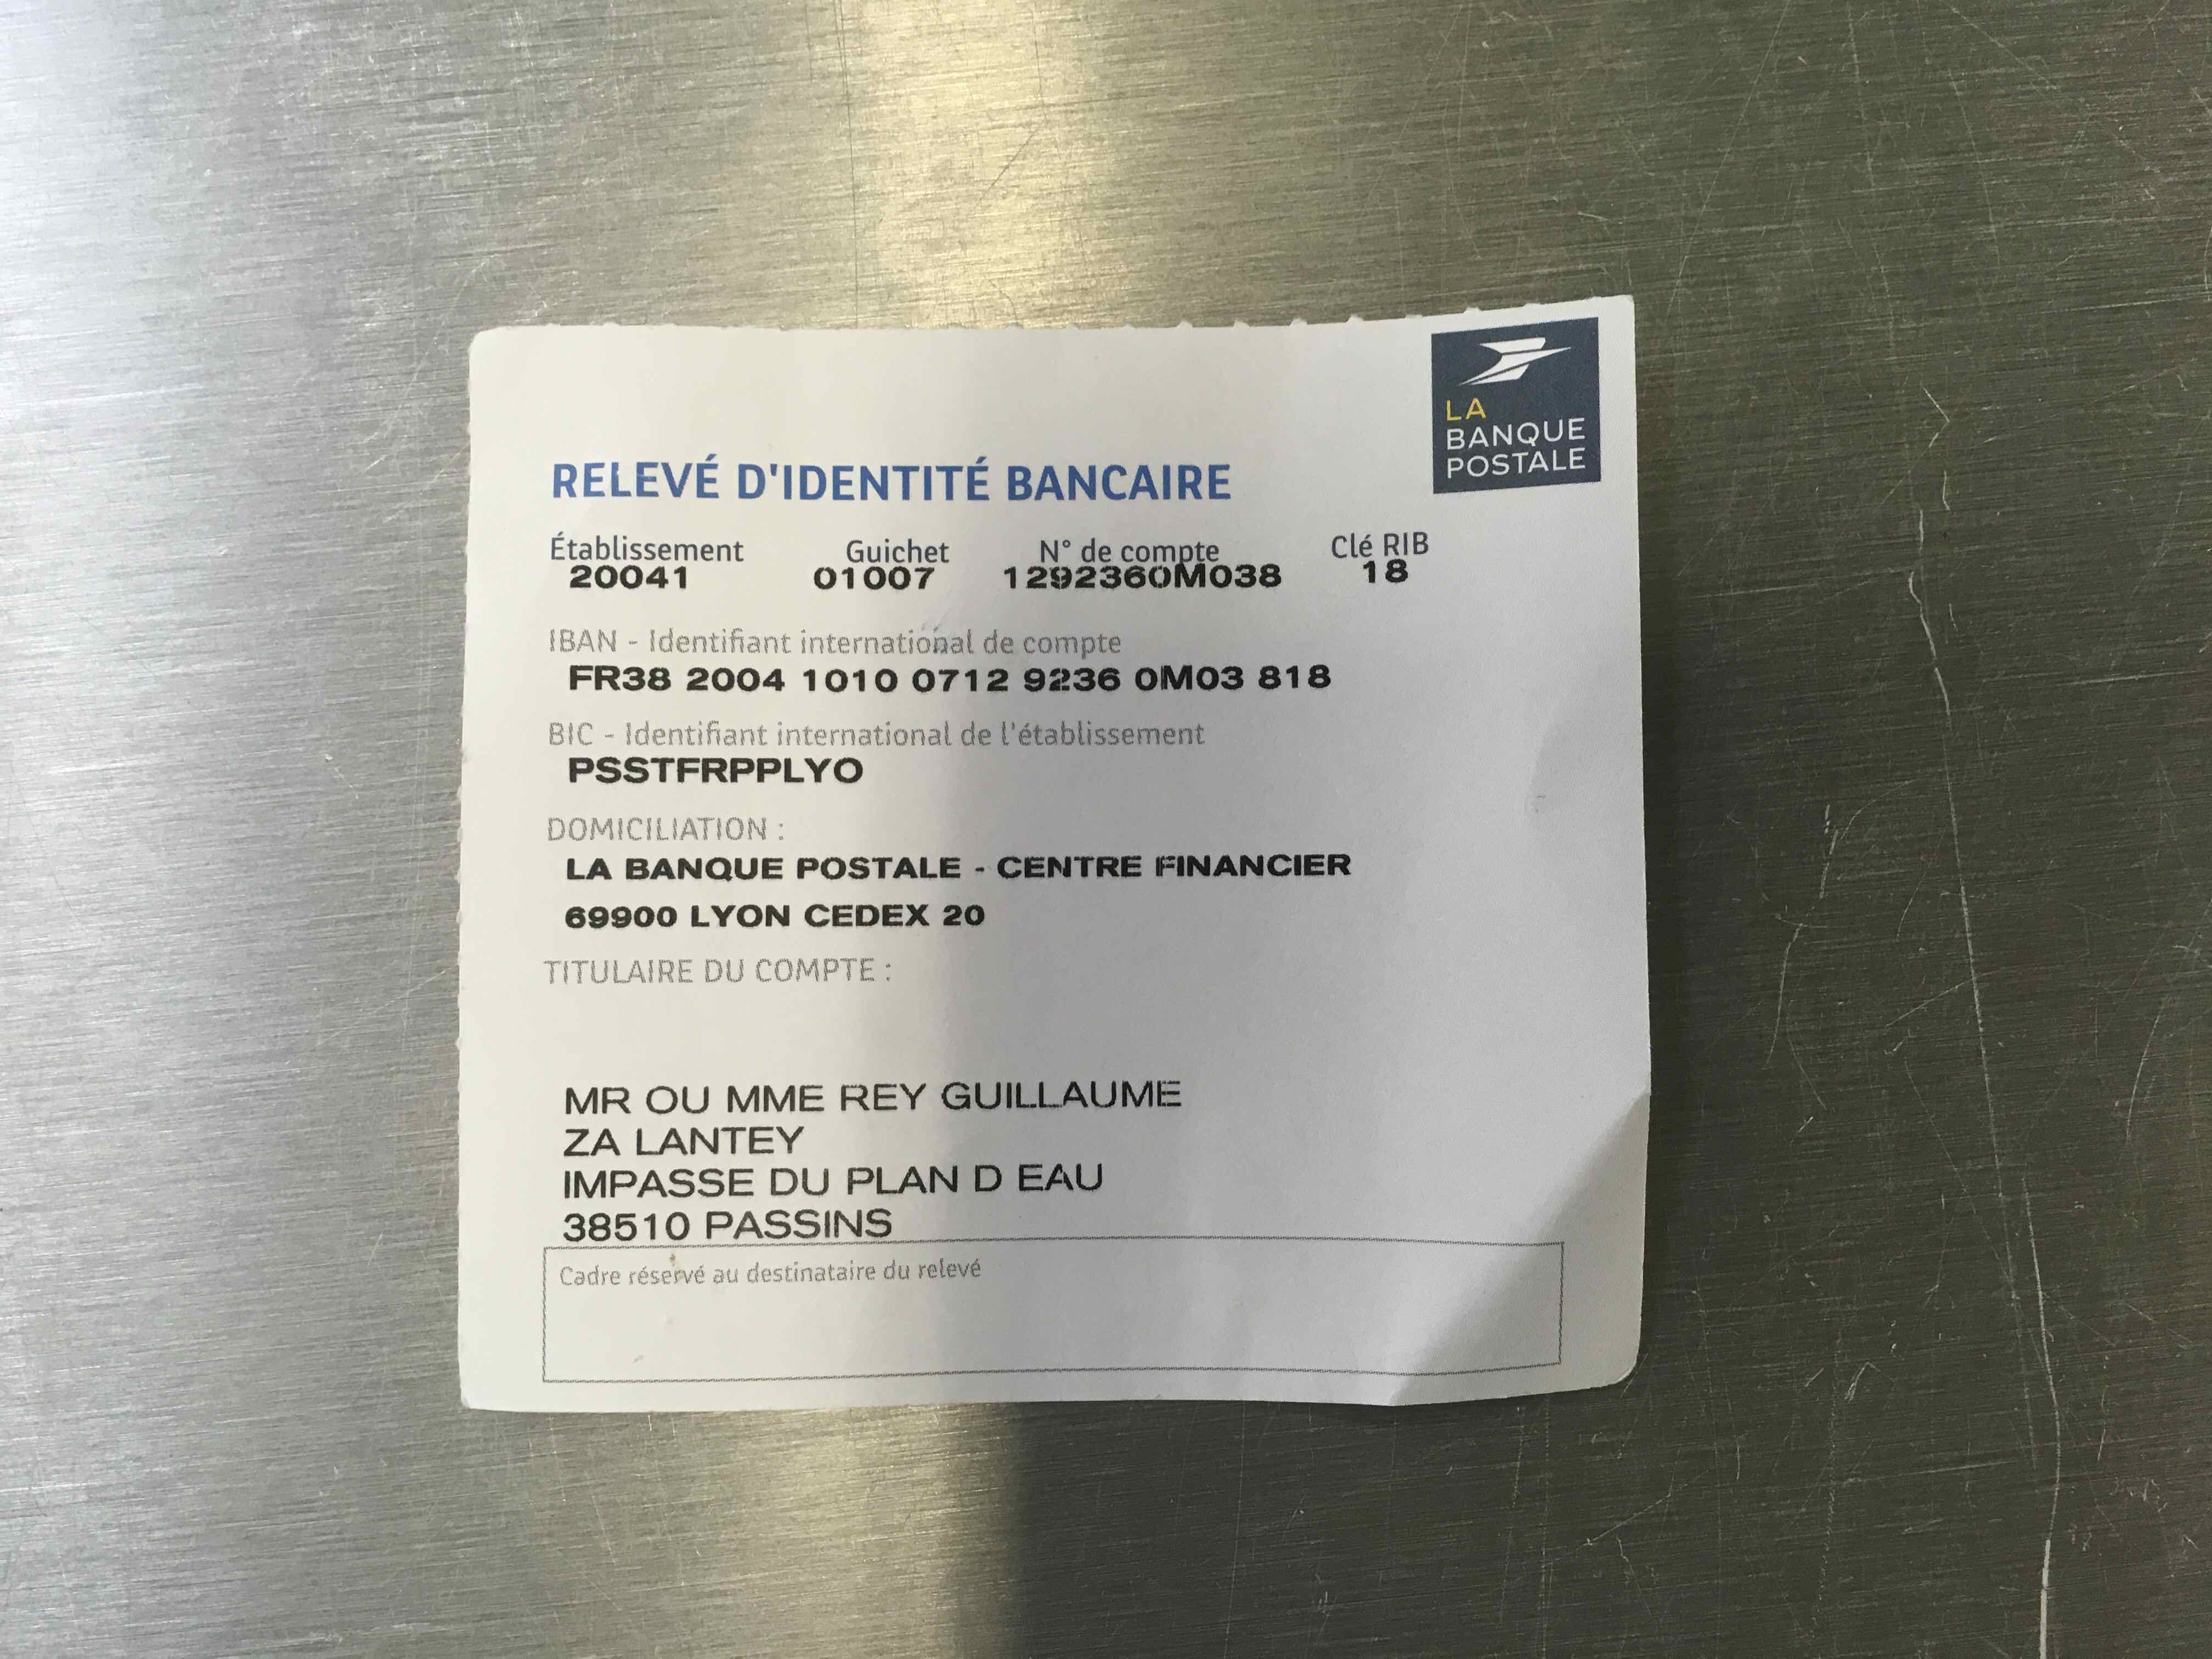 LA
BANQUE
POSTALE
RELEVÉ D'IDENTITÉ BANCAIRE
Établissement Guichet N° de compte Clé RIB
20041 01007 1292360M038 18
IBAN - Identifiant international de compte
FR38 2004 1010 0712 9236 0M03 818
BIC - Identifiant international de l'établissement
PSSTFRPPLYO
DOMICILIATION :
LA BANQUE POSTALE - CENTRE FINANCIER
69900 LYON CEDEX 20
TITULAIRE DU COMPTE :
MR OU MME REY GUILLAUME
ZA LANTEY
IMPASSE DU PLAN D EAU
38510 PASSINS
Cadre réservé au destinataire du relevé